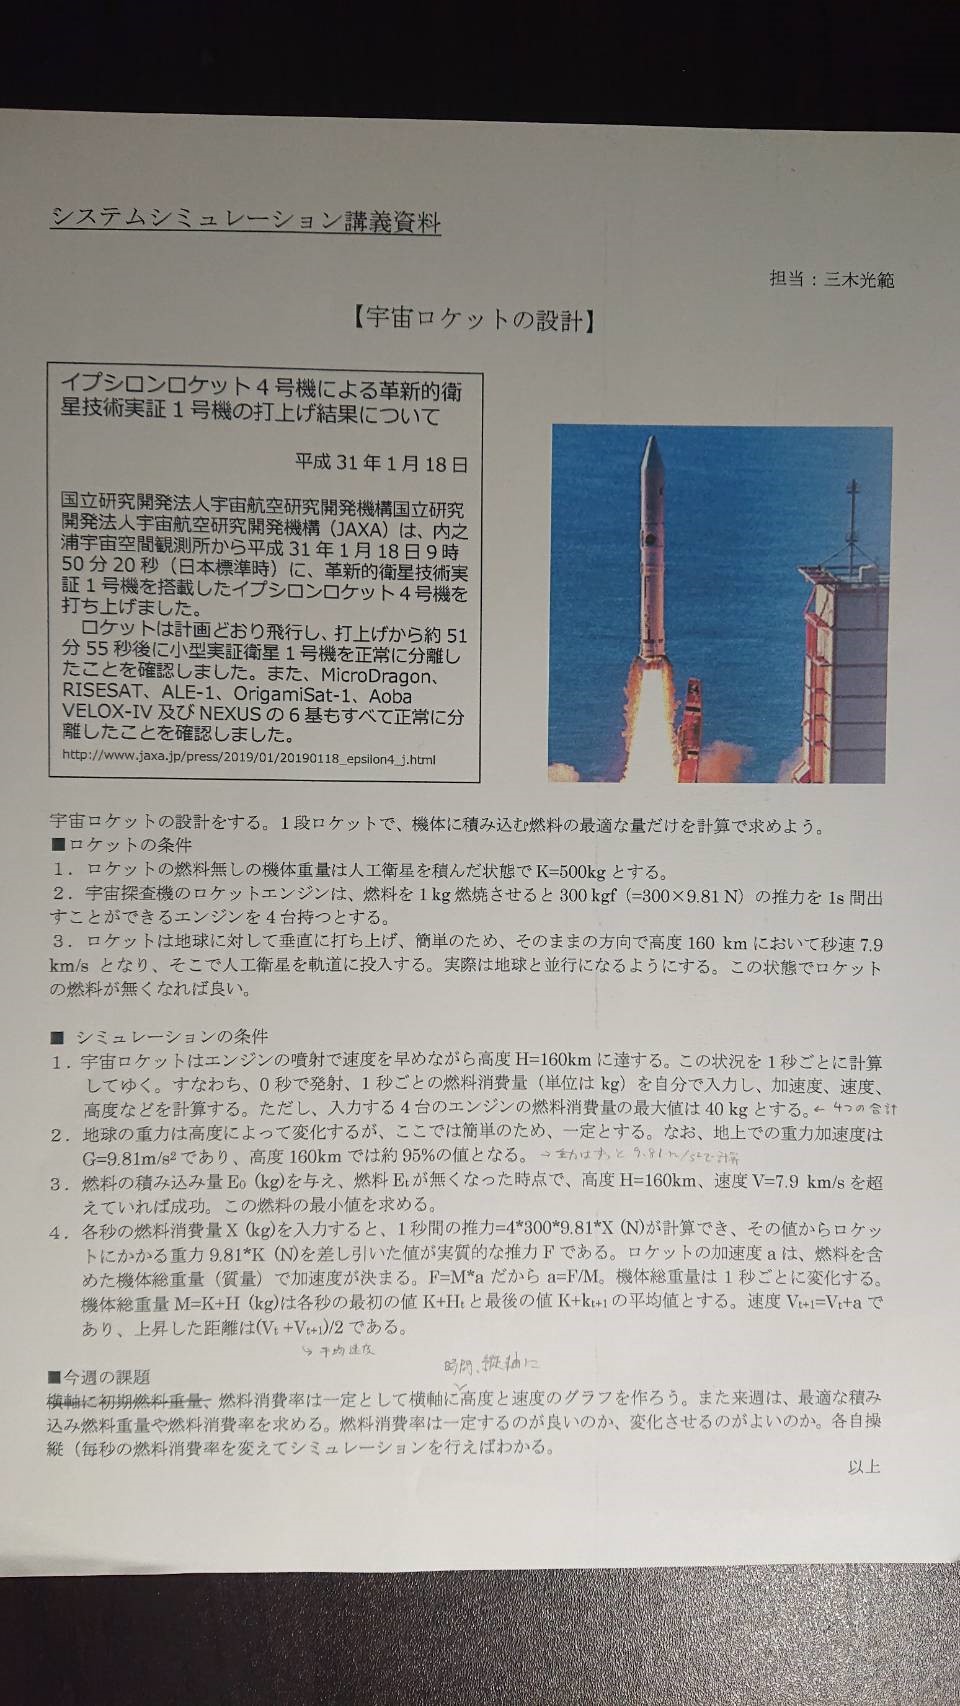 システムシミュレーション講義資料
担当：三木光範
【宇宙ロケットの設計】
イプシロンロケット４号機による革新的衛
星技術実証１号機の打上げ結果について
平成 31 年 1 月 18 日
国立研究開発法人宇宙航空研究開発機構国立研究
開発法人宇宙航空研究開発機構（JAXA）は、内之
浦宇宙空間観測所から平成 31 年 1 月 18 日 9 時
50 分 20 秒（日本標準時）に、革新的衛星技術実
証１号機を搭載したイプシロンロケット４号機を
打ち上げました。
ロケットは計画どおり飛行し、打上げから約 51
分 55 秒後に小型実証衛星 1 号機を正常に分離し
たことを確認しました。また、MicroDragon、
RISESAT、ALE-1、OrigamiSat-1、Aoba
VELOX-IV 及び NEXUS の 6 基もすべて正常に分
離したことを確認しました。
http://www.jaxa.jp/press/2019/01/20190118_epsilon4_j.html
宇宙ロケットの設計をする。１段ロケットで、機体に積み込む燃料の最適な量だけを計算で求めよう。
■ロケットの条件
１．ロケットの燃料無しの機体重量は人工衛星を積んだ状態で K=500kg とする。
２．宇宙探査機のロケットエンジンは、燃料を 1 kg 燃焼させると 300 kgf（=300×9.81 N）の推力を 1s 間出
すことができるエンジンを 4 台持つとする。
３．ロケットは地球に対して垂直に打ち上げ、簡単のため、そのままの方向で高度 160 km において秒速 7.9
km/s となり、そこで人工衛星を軌道に投入する。実際は地球と並行になるようにする。この状態でロケット
の燃料が無くなれば良い。
■ シミュレーションの条件
１．宇宙ロケットはエンジンの噴射で速度を早めながら高度 H=160km に達する。この状況を 1 秒ごとに計算
してゆく。すなわち、0 秒で発射、1 秒ごとの燃料消費量（単位は kg）を自分で入力し、加速度、速度、
高度などを計算する。ただし、入力する 4 台のエンジンの燃料消費量の最大値は 40 kg とする。← 4つの合計
２．地球の重力は高度によって変化するが、ここでは簡単のため、一定とする。なお、地上での重力加速度は
G=9.81m/s²であり、高度 160km では約 95%の値となる。→ 重力はずっと 9.81m/s²で計算
３．燃料の積み込み量 E₀ (kg)を与え、燃料 Eₜが無くなった時点で、高度 H=160km、速度 V=7.9 km/s を超
えていれば成功。この燃料の最小値を求める。
４．各秒の燃料消費量 X (kg)を入力すると、1 秒間の推力=4*300*9.81*X (N)が計算でき、その値からロケッ
トにかかる重力 9.81*K (N)を差し引いた値が実質的な推力 F である。ロケットの加速度 a は、燃料を含
めた機体総重量（質量）で加速度が決まる。F=M*a だから a=F/M。機体総重量は 1 秒ごとに変化する。
機体総重量 M=K+H (kg)は各秒の最初の値 K+Hₜと最後の値 K+kₜ₊₁の平均値とする。速度 Vₜ₊₁=Vₜ+a で
あり、上昇した距離は(Vₜ +Vₜ₊₁)/2 である。
↳ 平均速度
時間、縦軸に
■今週の課題
横軸に初期燃料重量、燃料消費率は一定として横軸に高度と速度のグラフを作ろう。また来週は、最適な積み
込み燃料重量や燃料消費率を求める。燃料消費率は一定するのが良いのか、変化させるのがよいのか。各自操
縦（毎秒の燃料消費率を変えてシミュレーションを行えばわかる。
以上